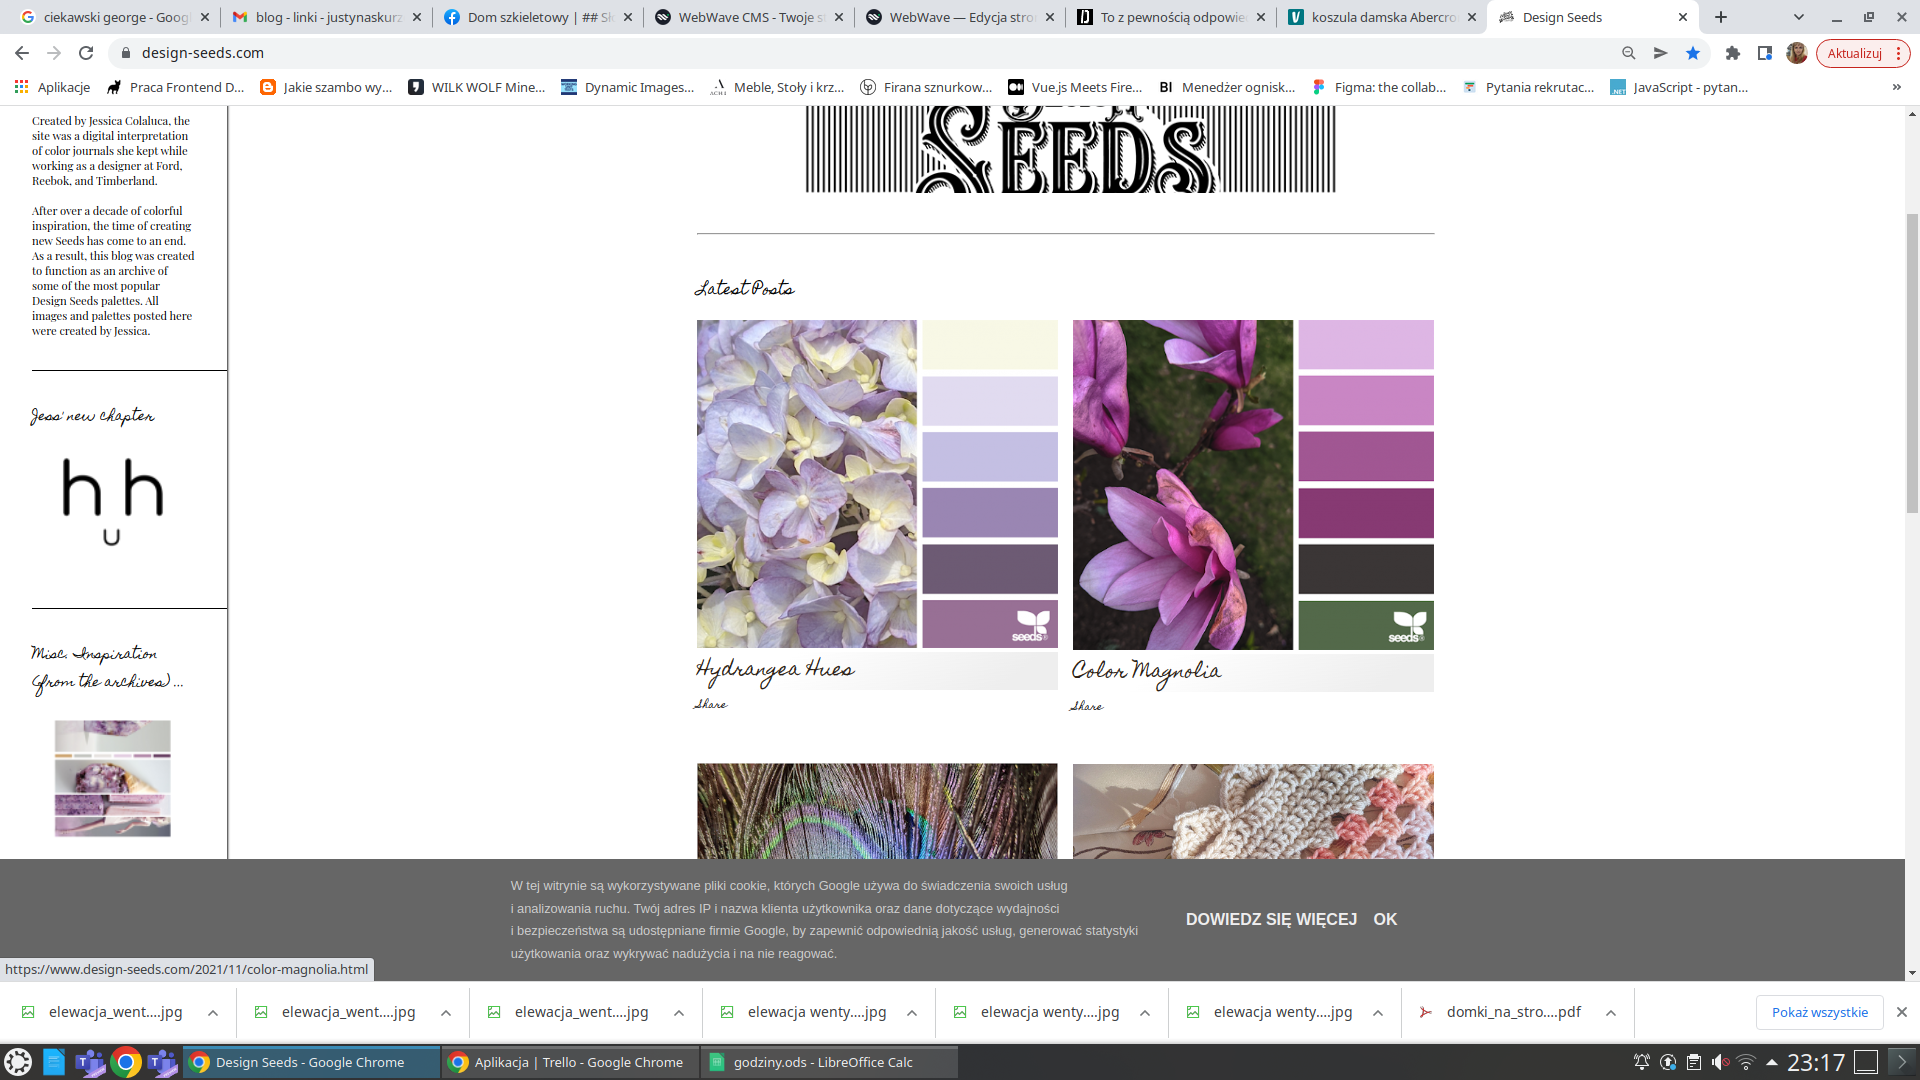 ciekawski george - Goog
blog - linki - justynaskurz
Dom szkieletowy | ## Sł
WebWave CMS - Twoje s
WebWave — Edycja stro
To z pewnością odpowie
koszula damska Abercro
Design Seeds
design-seeds.com
Aktualizuj
Aplikacje
Praca Frontend D...
Jakie szambo wy...
WILK WOLF Mine...
Dynamic Images...
Meble, Stoły i krz...
Firana sznurkow...
Vue.js Meets Fire...
BI Menedżer ognisk...
Figma: the collab...
Pytania rekrutac...
JavaScript - pytan...
»
Created by Jessica Colaluca, the
site was a digital interpretation
of color journals she kept while
working as a designer at Ford,
Reebok, and Timberland.
After over a decade of colorful
inspiration, the time of creating
new Seeds has come to an end.
As a result, this blog was created
to function as an archive of
some of the most popular
Design Seeds palettes. All
images and palettes posted here
were created by Jessica.
Jess' new chapter
h h
u
Misc. Inspiration
(from the archives) ...
SEEDS
Latest Posts
seeds®
seeds®
Hydrangea Hues
Color Magnolia
Share
Share
W tej witrynie są wykorzystywane pliki cookie, których Google używa do świadczenia swoich usług
i analizowania ruchu. Twój adres IP i nazwa klienta użytkownika oraz dane dotyczące wydajności
i bezpieczeństwa są udostępniane firmie Google, by zapewnić odpowiednią jakość usług, generować statystyki
użytkowania oraz wykrywać nadużycia i na nie reagować.
DOWIEDZ SIĘ WIĘCEJ OK
https://www.design-seeds.com/2021/11/color-magnolia.html
elewacja_went....jpg
elewacja_went....jpg
elewacja_went....jpg
elewacja wenty....jpg
elewacja wenty....jpg
elewacja wenty....jpg
domki_na_stro....pdf
Pokaż wszystkie
Design Seeds - Google Chrome
Aplikacja | Trello - Google Chrome
godziny.ods - LibreOffice Calc
23:17